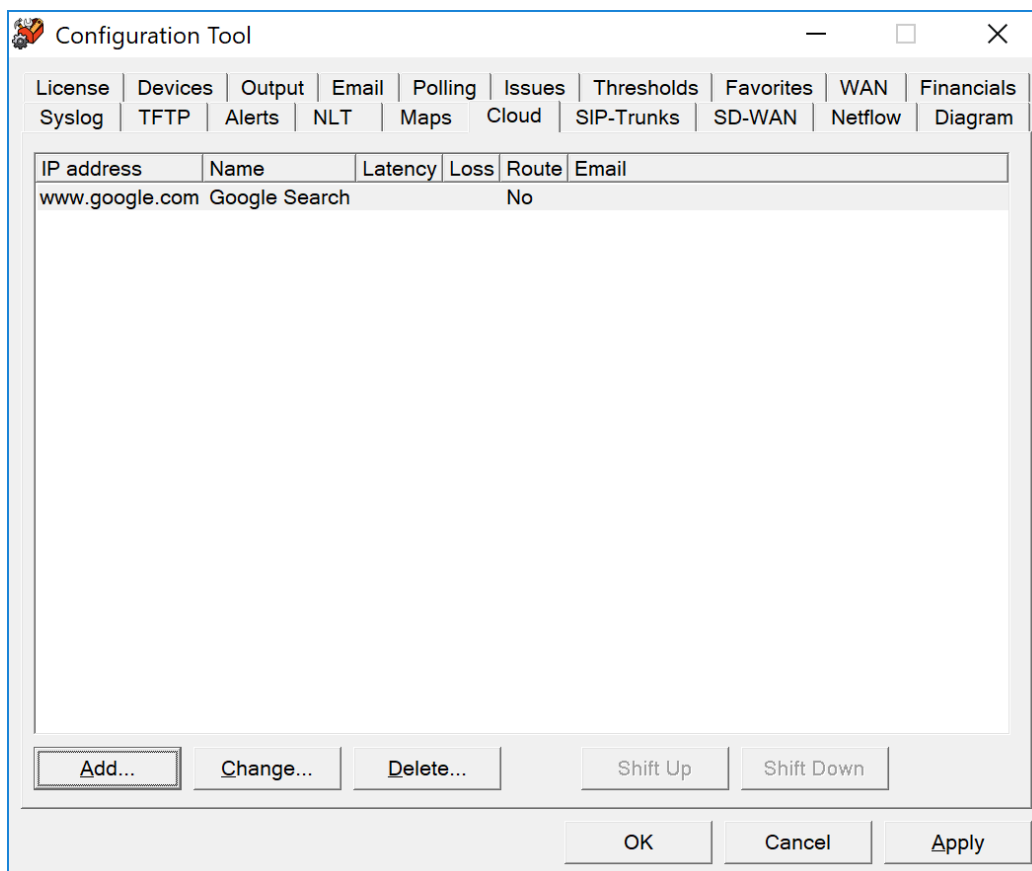 Configuration Tool
License Devices Output Email Polling Issues Thresholds Favorites WAN Financials
Syslog TFTP Alerts NLT Maps Cloud SIP-Trunks SD-WAN Netflow Diagram
IP address Name Latency Loss Route Email
www.google.com Google Search No
Add... Change... Delete... Shift Up Shift Down
OK Cancel Apply